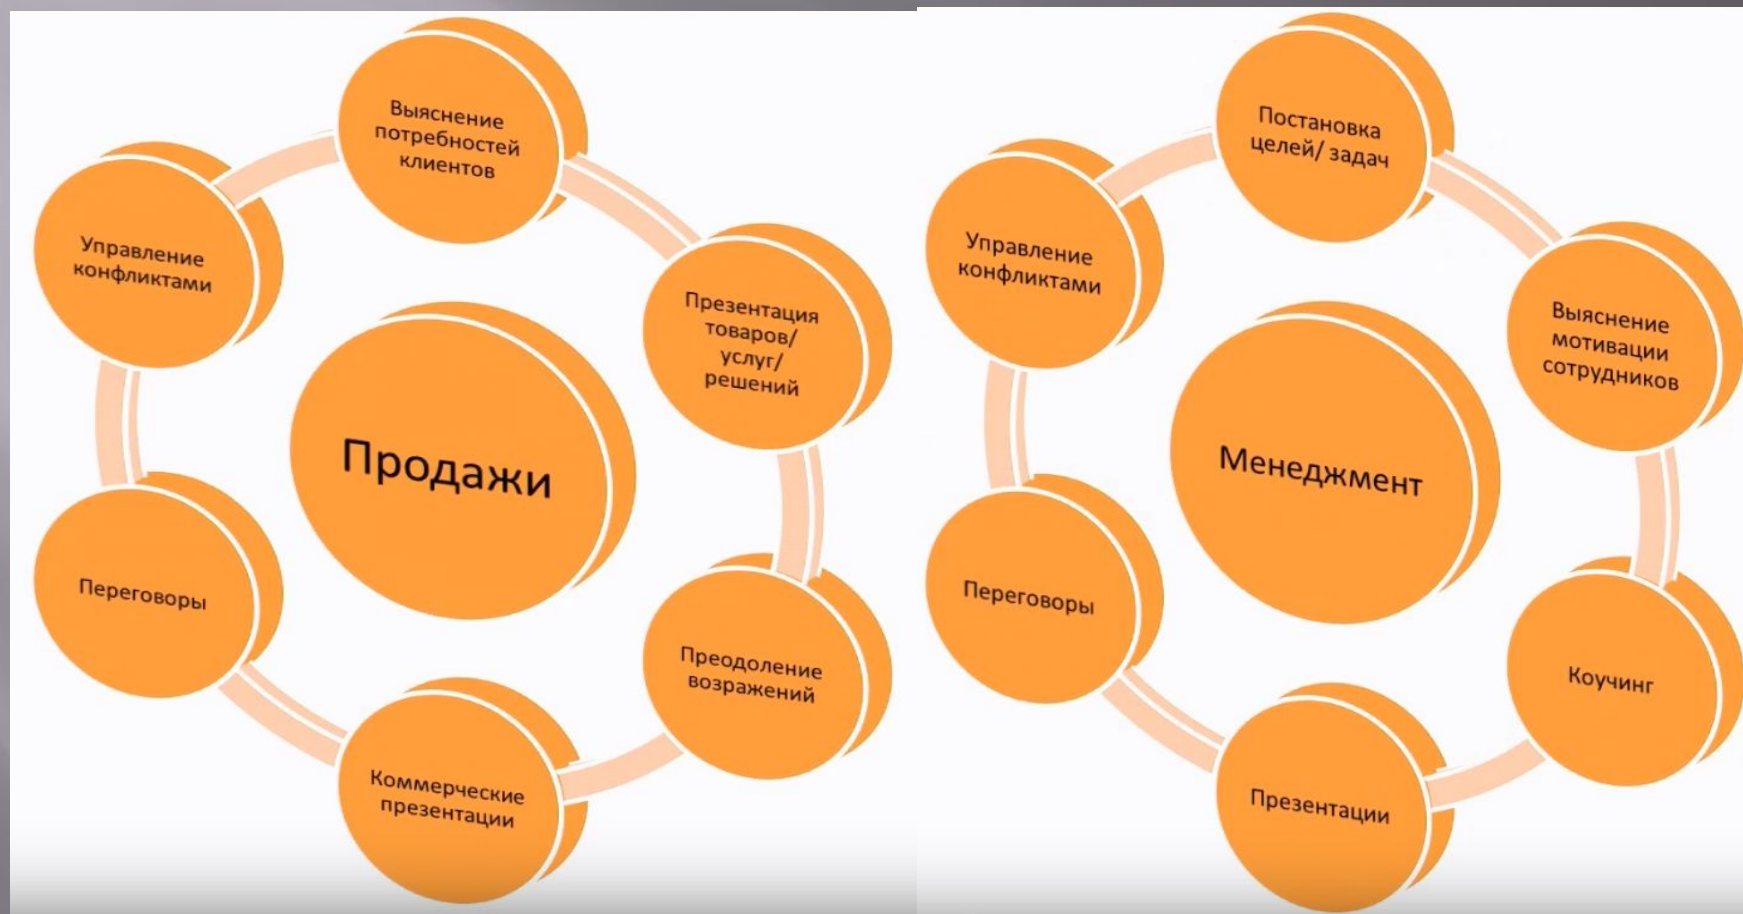 Выяснение
потребностей
клиентов
Презентация
товаров/
услуг/
решений
Преодоление
возражений
Коммерческие
презентации
Переговоры
Управление
конфликтами
Продажи
Постановка
целей/ задач
Выяснение
мотивации
сотрудников
Коучинг
Презентации
Переговоры
Управление
конфликтами
Менеджмент